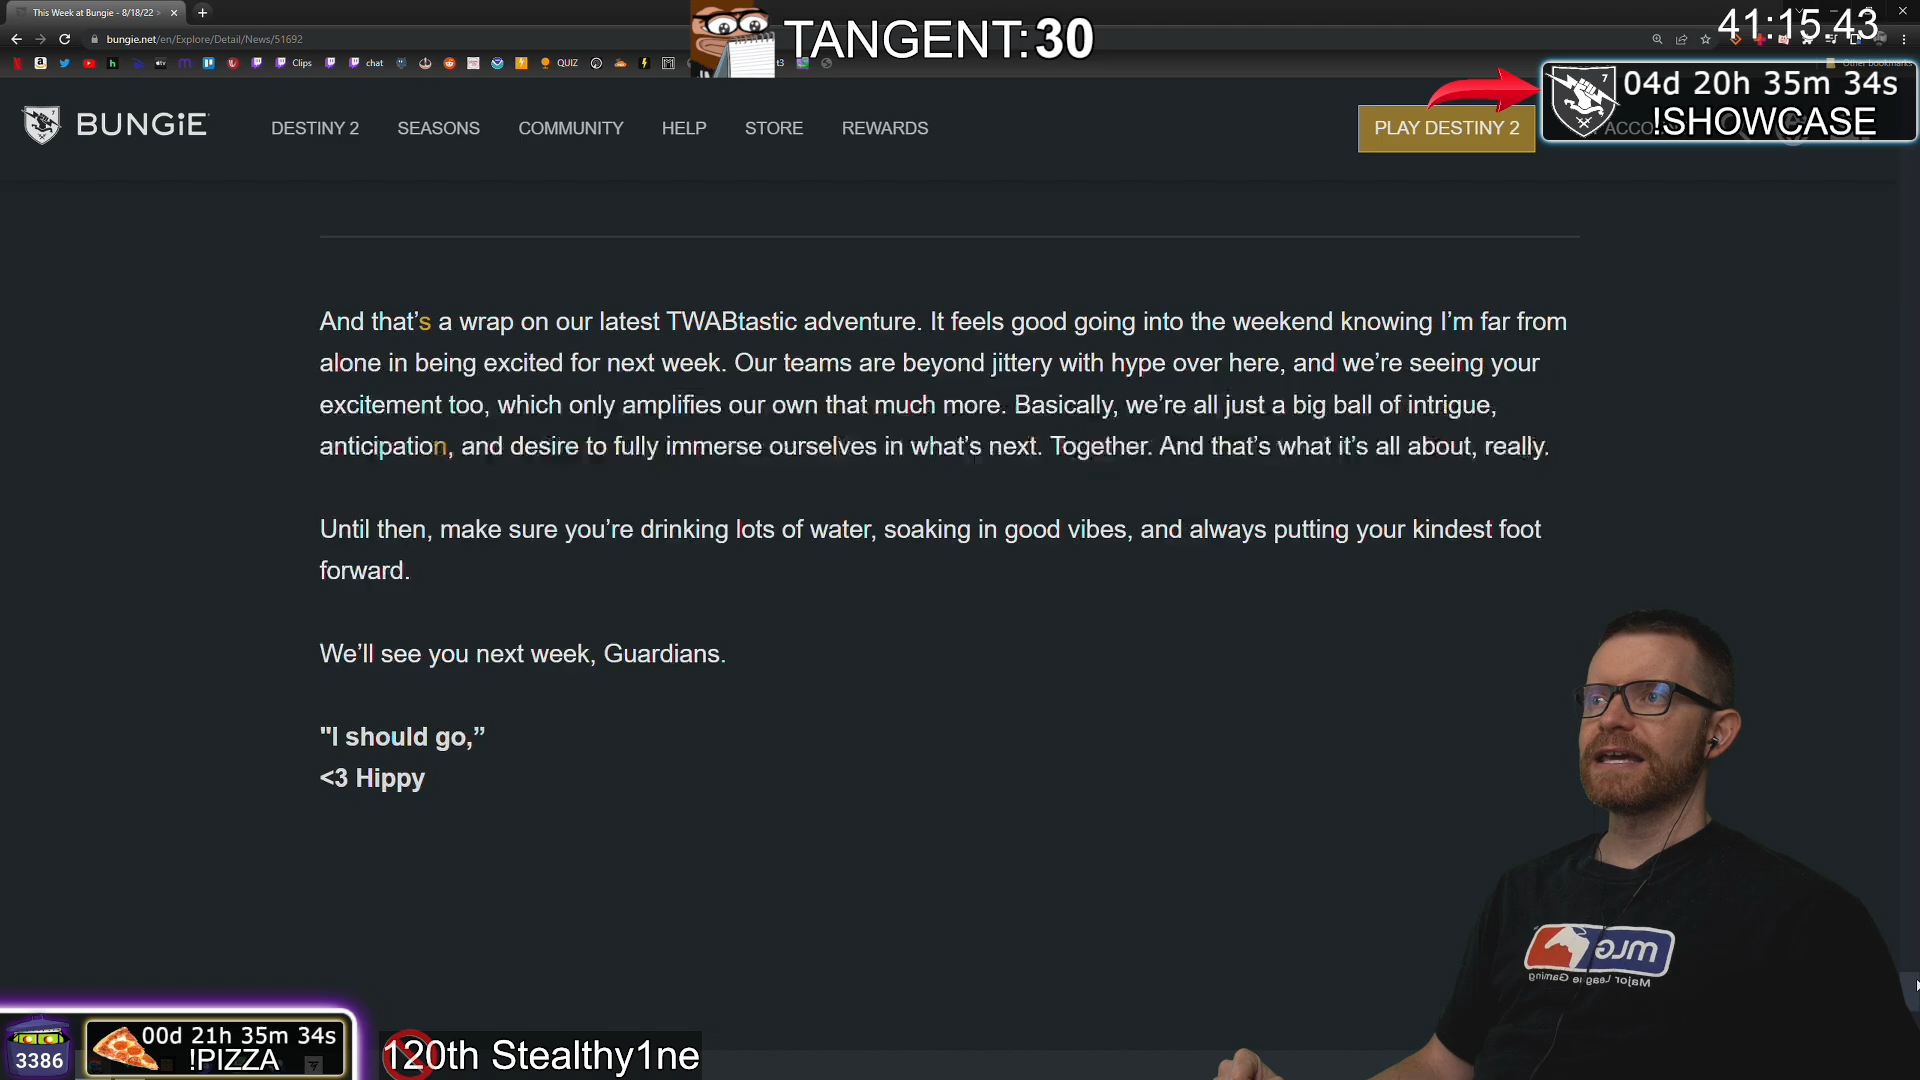 This Week at Bungie - 8/18/22 >
bungie.net/en/Explore/Detail/News/51692
TANGENT: 30
41:15.43
Clips
chat
QUIZ
t3
Other bookmarks
BUNGiE
DESTINY 2
SEASONS
COMMUNITY
HELP
STORE
REWARDS
PLAY DESTINY 2
7
04d 20h 35m 34s
!SHOWCASE
And that's a wrap on our latest TWABtastic adventure. It feels good going into the weekend knowing I'm far from
alone in being excited for next week. Our teams are beyond jittery with hype over here, and we're seeing your
excitement too, which only amplifies our own that much more. Basically, we're all just a big ball of intrigue,
anticipation, and desire to fully immerse ourselves in what's next. Together. And that's what it's all about, really.
Until then, make sure you're drinking lots of water, soaking in good vibes, and always putting your kindest foot
forward.
We'll see you next week, Guardians.
"I should go,”
<3 Hippy
MLG
Major League Gaming
3386
00d 21h 35m 34s
!PIZZA
120th Stealthy1ne